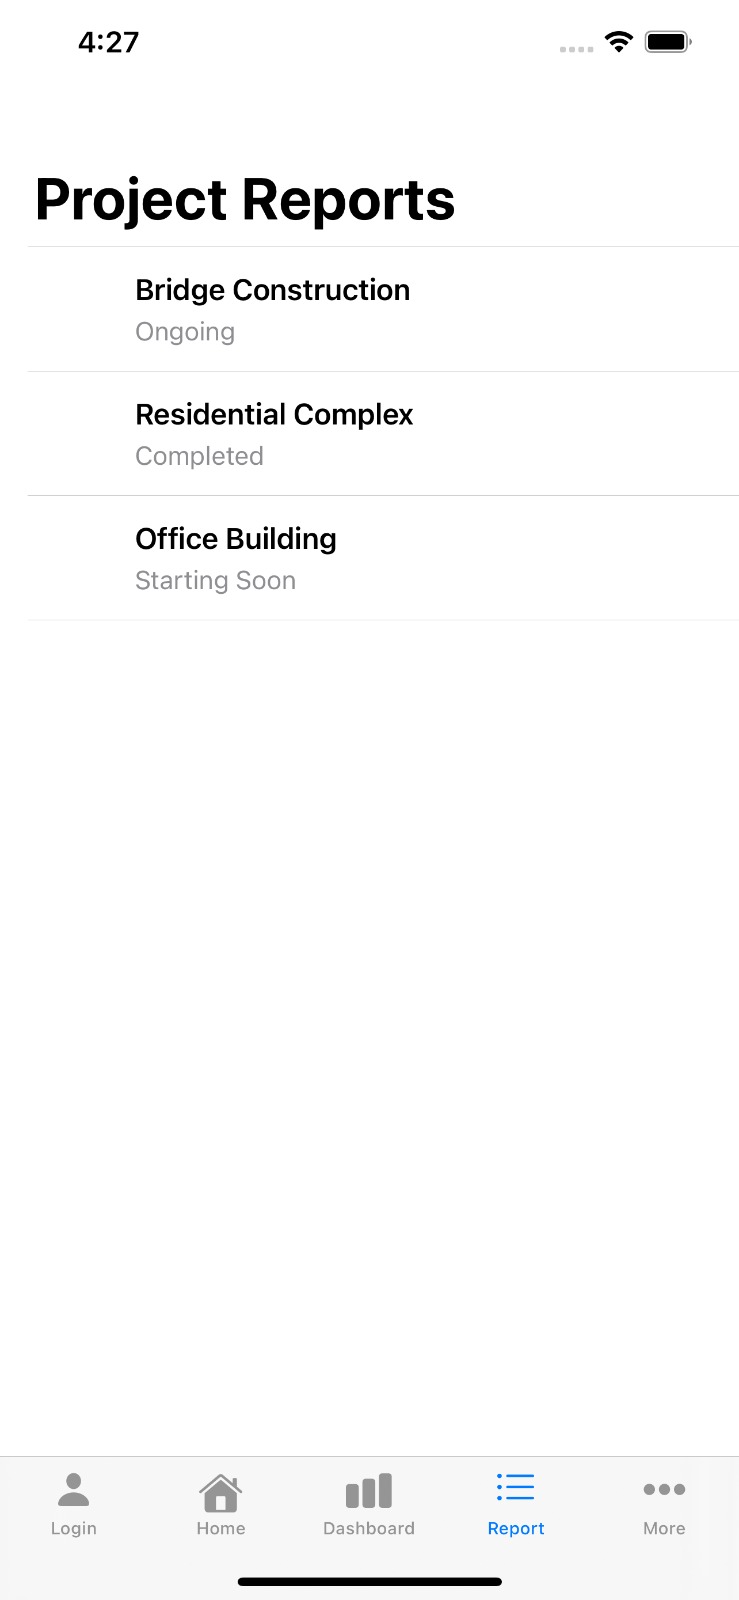 4:27
Project Reports
Bridge Construction
Ongoing
Residential Complex
Completed
Office Building
Starting Soon
Login
Home
Dashboard
Report
More